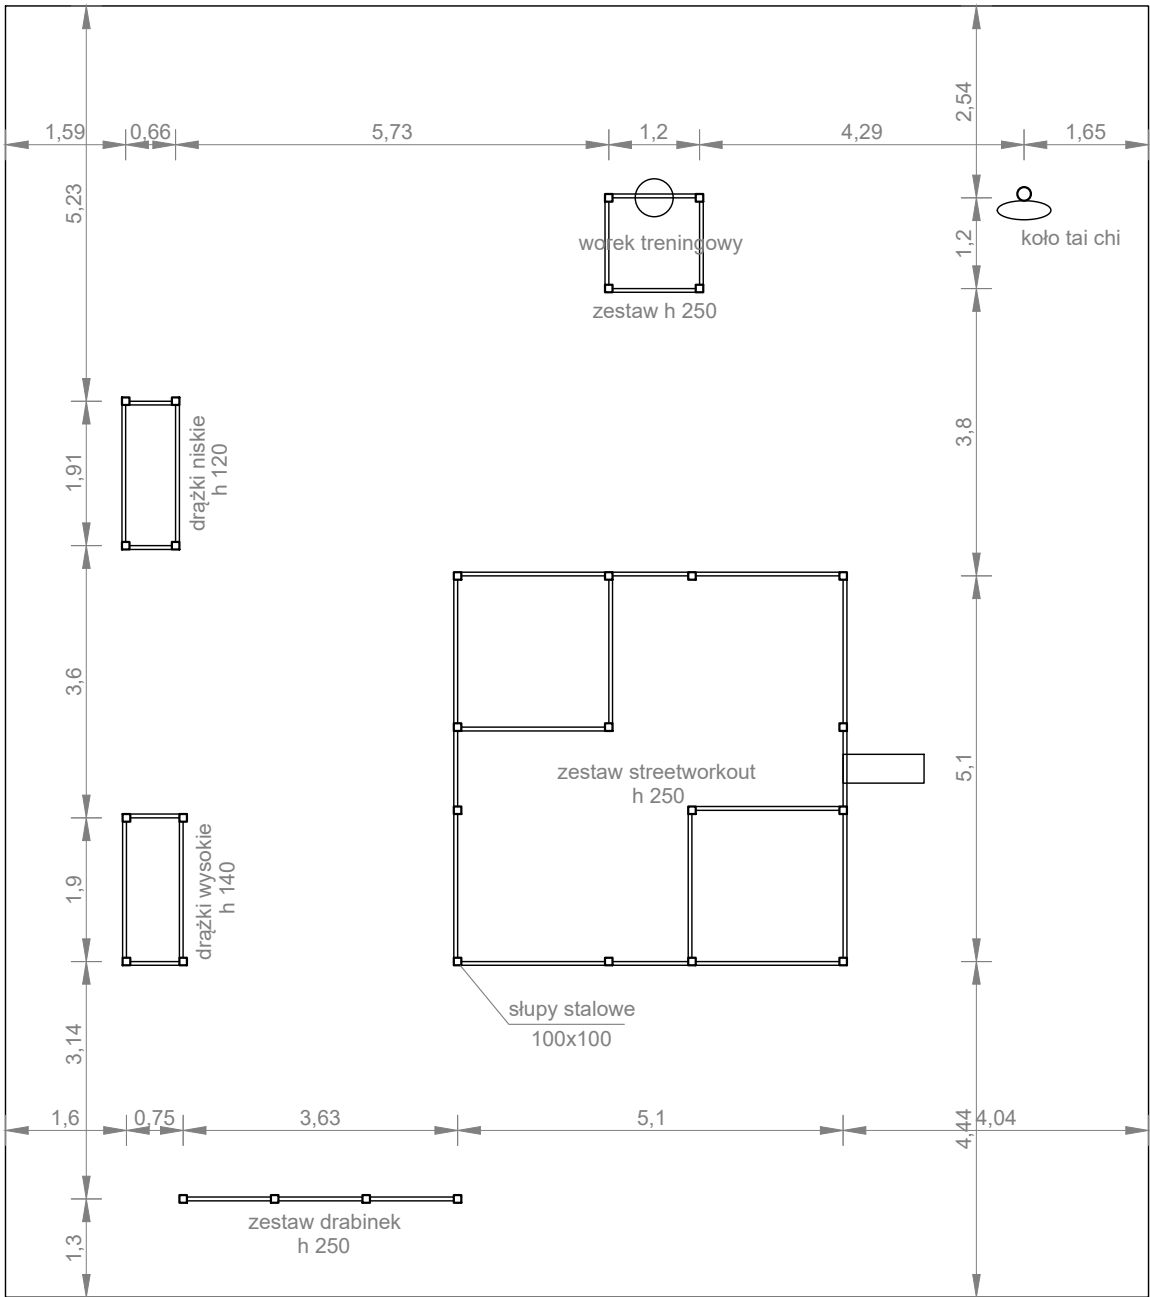 2,54
1,59
0,66
5,73
1,2
4,29
1,65
5,23
1,2
worek treningowy
koło tai chi
zestaw h 250
3,8
1,91
drążki niskie
h 120
3,6
5,1
zestaw streetworkout
h 250
1,9
drążki wysokie
h 140
słupy stalowe
100x100
3,14
1,6
0,75
3,63
5,1
4,44
4,04
zestaw drabinek
h 250
1,3